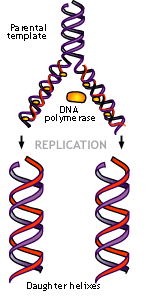 Parental
template
DNA
polymerase
REPLICATION
Daughter helixes